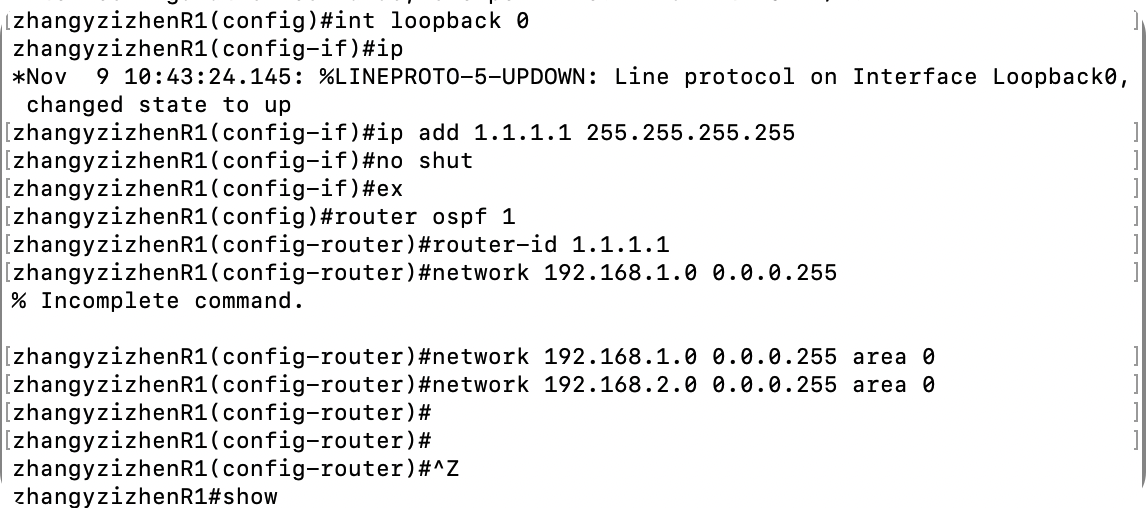 [zhangyzizhenR1(config)#int loopback 0 ]
zhangyzizhenR1(config-if)#ip
*Nov  9 10:43:24.145: %LINEPROTO-5-UPDOWN: Line protocol on Interface Loopback0,
 changed state to up
[zhangyzizhenR1(config-if)#ip add 1.1.1.1 255.255.255.255 ]
[zhangyzizhenR1(config-if)#no shut ]
[zhangyzizhenR1(config-if)#ex ]
[zhangyzizhenR1(config)#router ospf 1 ]
[zhangyzizhenR1(config-router)#router-id 1.1.1.1 ]
[zhangyzizhenR1(config-router)#network 192.168.1.0 0.0.0.255 ]
% Incomplete command.
[zhangyzizhenR1(config-router)#network 192.168.1.0 0.0.0.255 area 0 ]
[zhangyzizhenR1(config-router)#network 192.168.2.0 0.0.0.255 area 0 ]
[zhangyzizhenR1(config-router)# ]
[zhangyzizhenR1(config-router)# ]
zhangyzizhenR1(config-router)#^Z
zhangyzizhenR1#show